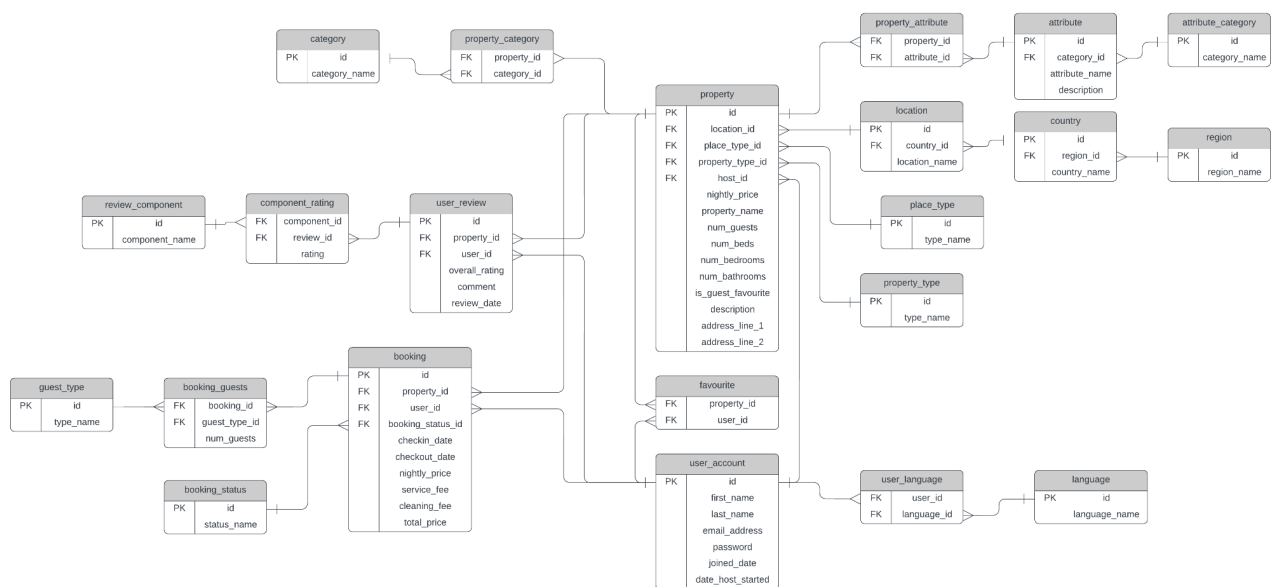 category
PK id
category_name
property_category
FK property_id
FK category_id
property_attribute
FK property_id
FK attribute_id
attribute
PK id
FK category_id
attribute_name
description
attribute_category
PK id
category_name
property
PK id
FK location_id
FK place_type_id
FK property_type_id
FK host_id
nightly_price
property_name
num_guests
num_beds
num_bedrooms
num_bathrooms
is_guest_favourite
description
address_line_1
address_line_2
location
PK id
FK country_id
location_name
country
PK id
FK region_id
country_name
region
PK id
region_name
review_component
PK id
component_name
component_rating
FK component_id
FK review_id
rating
user_review
PK id
FK property_id
FK user_id
overall_rating
comment
review_date
place_type
PK id
type_name
property_type
PK id
type_name
guest_type
PK id
type_name
booking_guests
FK booking_id
FK guest_type_id
num_guests
booking
PK id
FK property_id
FK user_id
FK booking_status_id
checkin_date
checkout_date
nightly_price
service_fee
cleaning_fee
total_price
favourite
FK property_id
FK user_id
booking_status
PK id
status_name
user_account
PK id
first_name
last_name
email_address
password
joined_date
date_host_started
user_language
FK user_id
FK language_id
language
PK id
language_name